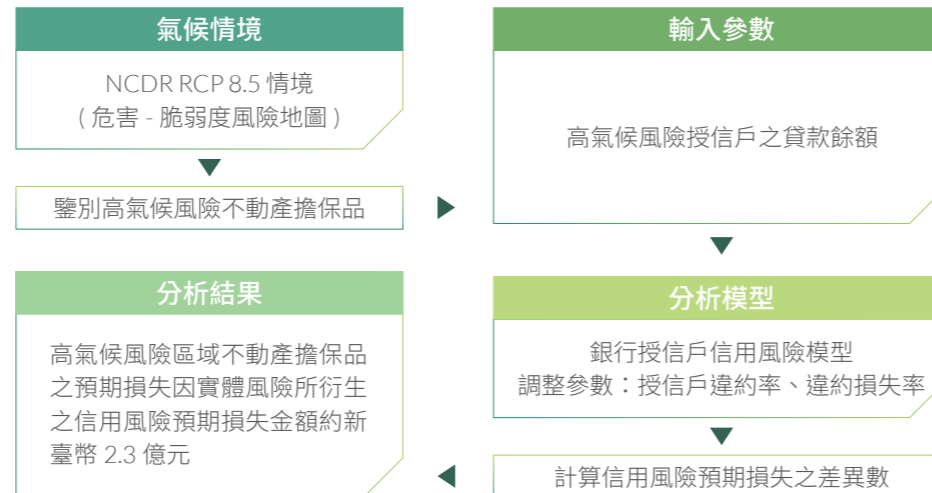 氣候情境
NCDR RCP 8.5 情境
( 危害 - 脆弱度風險地圖 )
鑒別高氣候風險不動產擔保品
輸入參數
高氣候風險授信戶之貸款餘額
分析模型
銀行授信戶信用風險模型
調整參數：授信戶違約率、違約損失率
計算信用風險預期損失之差異數
分析結果
高氣候風險區域不動產擔保品
之預期損失因實體風險所衍生
之信用風險預期損失金額約新
臺幣 2.3 億元